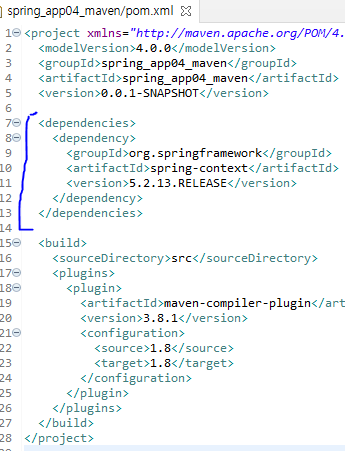 spring_app04_maven/pom.xml
1 <project xmlns="http://maven.apache.org/POM/4.
2 <modelVersion>4.0.0</modelVersion>
3 <groupId>spring_app04_maven</groupId>
4 <artifactId>spring_app04_maven</artifactId>
5 <version>0.0.1-SNAPSHOT</version>
6
7 <dependencies>
8 <dependency>
9 <groupId>org.springframework</groupId>
10 <artifactId>spring-context</artifactId>
11 <version>5.2.13.RELEASE</version>
12 </dependency>
13 </dependencies>
14
15 <build>
16 <sourceDirectory>src</sourceDirectory>
17 <plugins>
18 <plugin>
19 <artifactId>maven-compiler-plugin</art
20 <version>3.8.1</version>
21 <configuration>
22 <source>1.8</source>
23 <target>1.8</target>
24 </configuration>
25 </plugin>
26 </plugins>
27 </build>
28 </project>